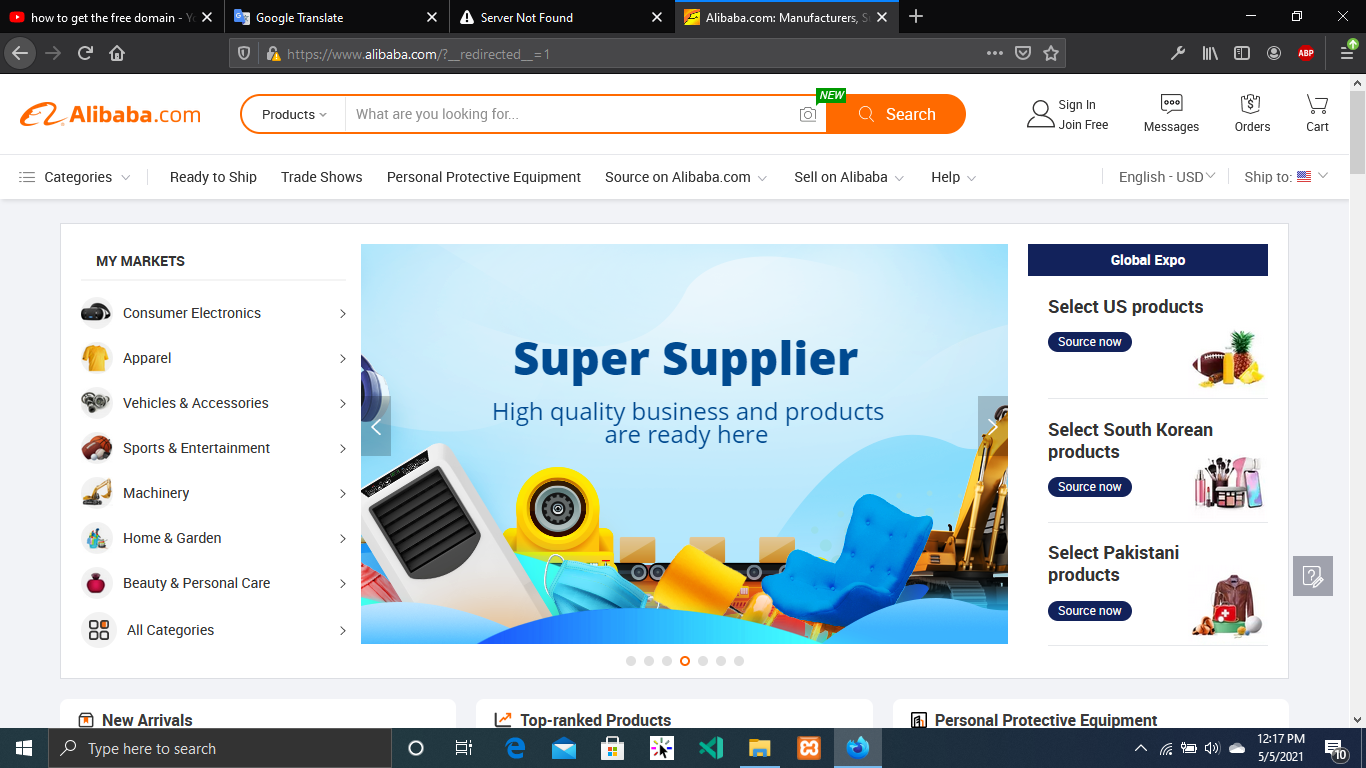 how to get the free domain - Yo
Google Translate
Server Not Found
Alibaba.com: Manufacturers, S
https://www.alibaba.com/?__redirected__=1
ABP
Alibaba.com
Products
What are you looking for...
NEW
Search
Sign In
Join Free
Messages
Orders
Cart
Categories
Ready to Ship
Trade Shows
Personal Protective Equipment
Source on Alibaba.com
Sell on Alibaba
Help
English - USD
Ship to:
MY MARKETS
Consumer Electronics
Apparel
Vehicles & Accessories
Sports & Entertainment
Machinery
Home & Garden
Beauty & Personal Care
All Categories
Super Supplier
High quality business and products
are ready here
Global Expo
Select US products
Source now
Select South Korean
products
Source now
Select Pakistani
products
Source now
New Arrivals
Top-ranked Products
Personal Protective Equipment
Type here to search
12:17 PM
5/5/2021
10